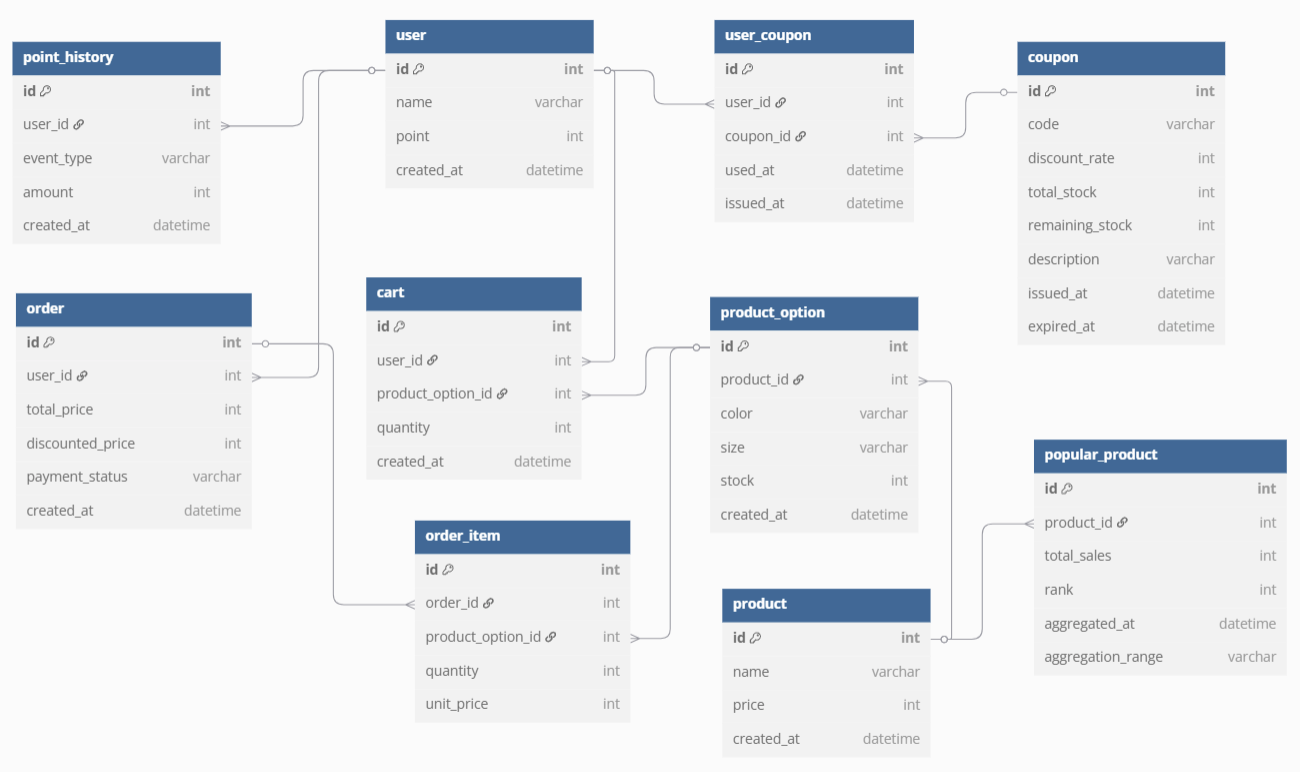 point_history
id int
user_id int
event_type varchar
amount int
created_at datetime
user
id int
name varchar
point int
created_at datetime
user_coupon
id int
user_id int
coupon_id int
used_at datetime
issued_at datetime
coupon
id int
code varchar
discount_rate int
total_stock int
remaining_stock int
description varchar
issued_at datetime
expired_at datetime
order
id int
user_id int
total_price int
discounted_price int
payment_status varchar
created_at datetime
cart
id int
user_id int
product_option_id int
quantity int
created_at datetime
product_option
id int
product_id int
color varchar
size varchar
stock int
created_at datetime
popular_product
id int
product_id int
total_sales int
rank int
aggregated_at datetime
aggregation_range varchar
order_item
id int
order_id int
product_option_id int
quantity int
unit_price int
product
id int
name varchar
price int
created_at datetime